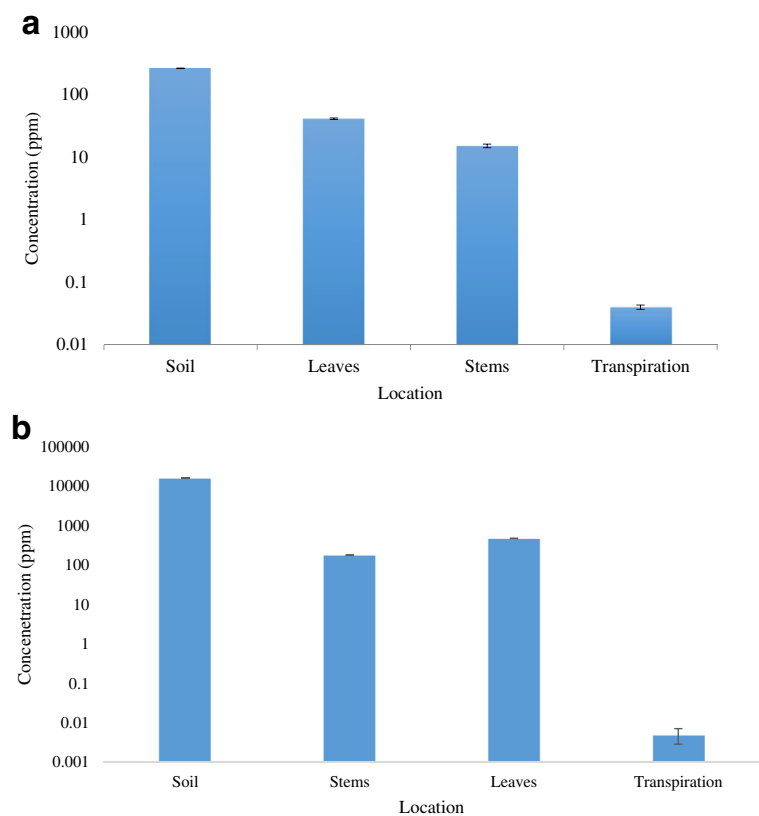 a
1000
100
10
1
0.1
0.01
Concentration (ppm)
Soil Leaves Stems Transpiration
Location
b
100000
10000
1000
100
10
1
0.1
0.01
0.001
Concenetration (ppm)
Soil Stems Leaves Transpiration
Location